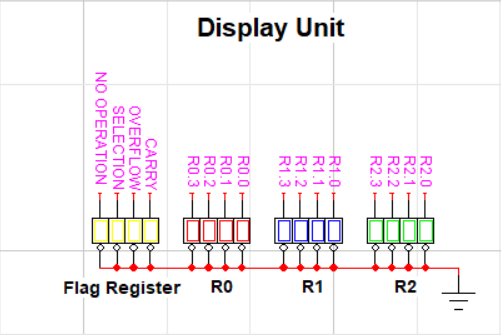 Display Unit
NO OPERATION
SELECTION
OVERFLOW
CARRY
R0.3
R0.2
R0.1
R0.0
R1.3
R1.2
R1.1
R1.0
R2.3
R2.2
R2.1
R2.0
Flag Register
R0
R1
R2